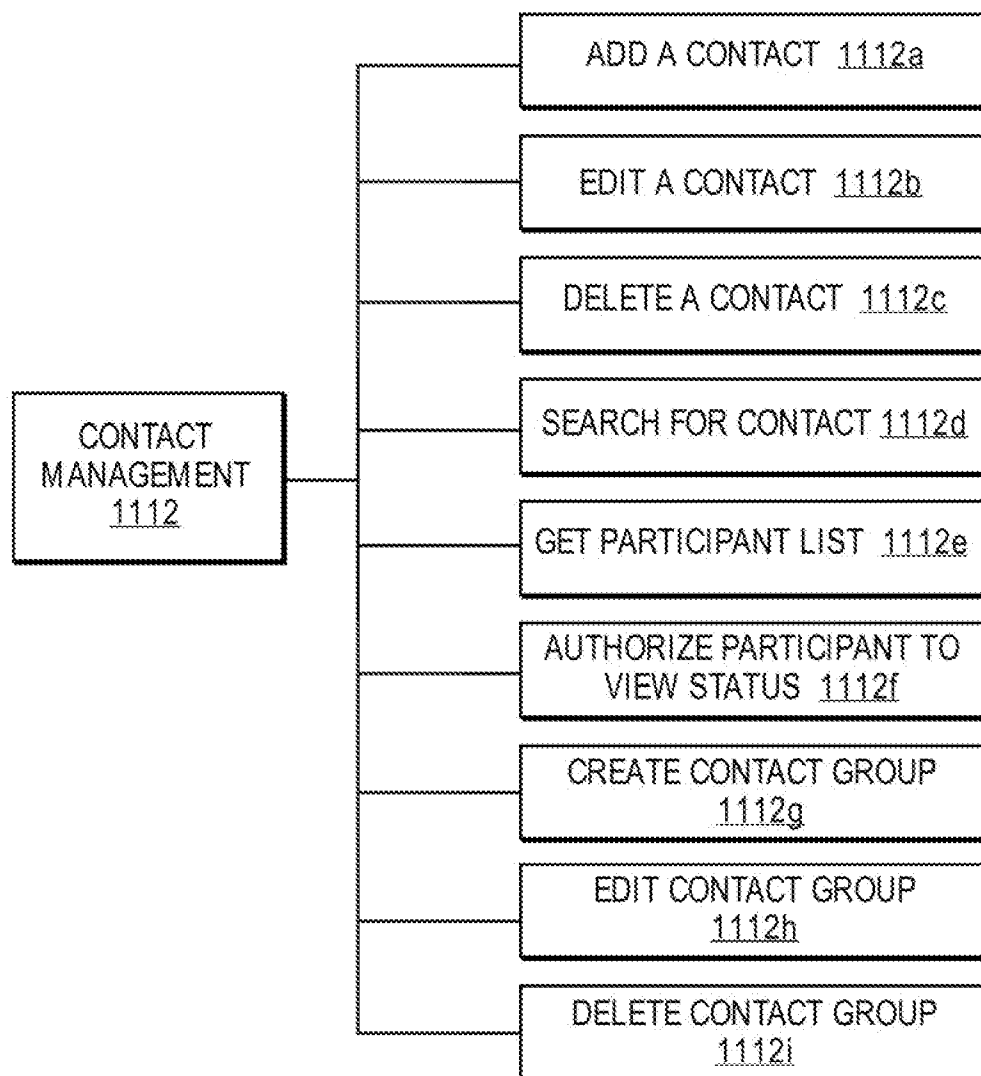 ADD A CONTACT 1112a
EDIT A CONTACT 1112b
DELETE A CONTACT 1112c
SEARCH FOR CONTACT 1112d
CONTACT
MANAGEMENT
1112
GET PARTICIPANT LIST 1112e
AUTHORIZE PARTICIPANT TO
VIEW STATUS 1112f
CREATE CONTACT GROUP
1112g
EDIT CONTACT GROUP
1112h
DELETE CONTACT GROUP
1112i